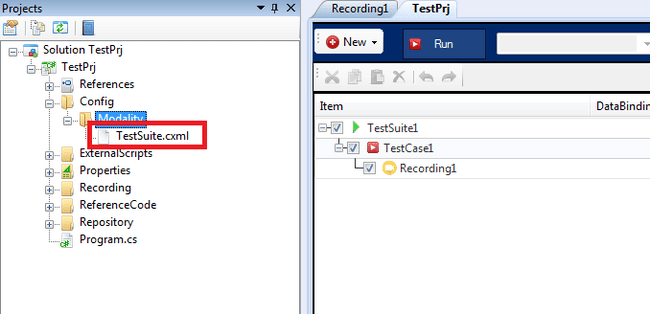 Projects
Solution TestPrj
TestPrj
References
Config
Modality
TestSuite.cxml
ExternalScripts
Properties
Recording
ReferenceCode
Repository
Program.cs
Recording1 TestPrj
New Run
Item DataBinding
TestSuite1
TestCase1
Recording1